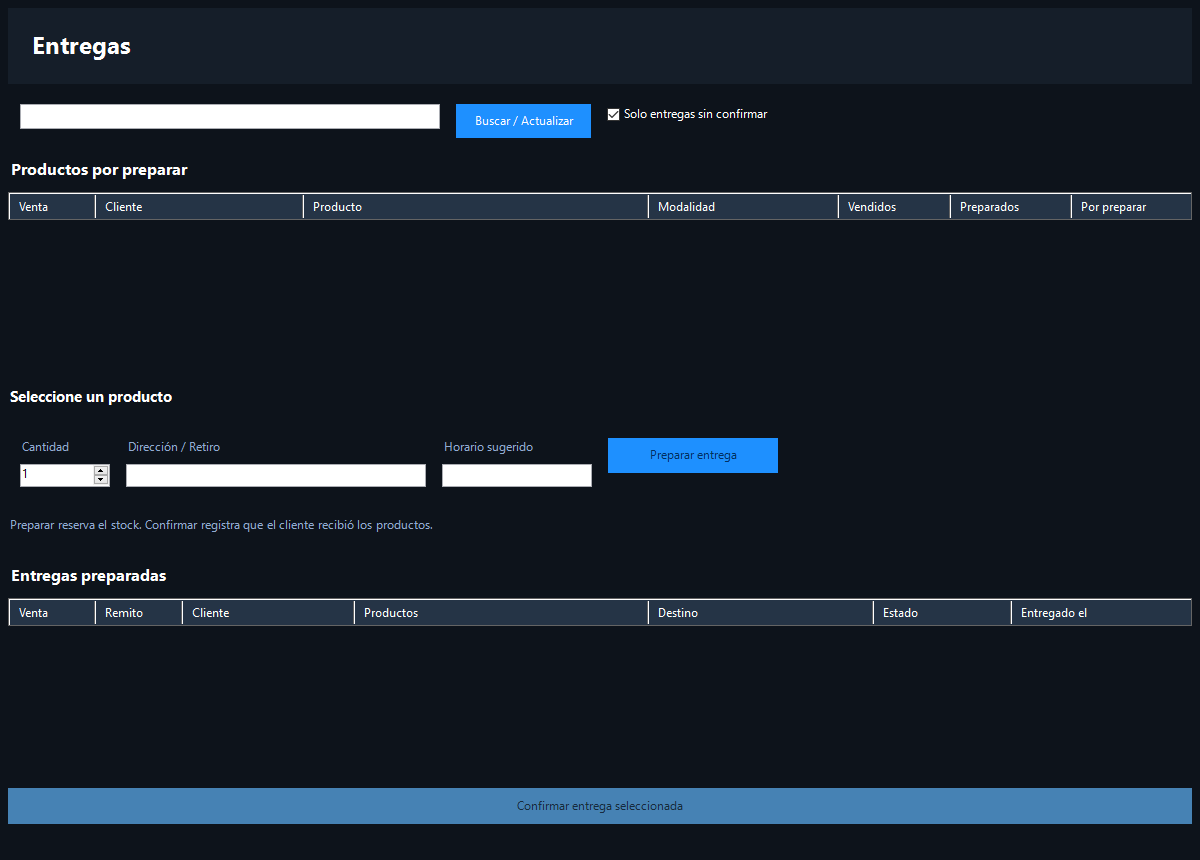 Entregas
Buscar / Actualizar
Solo entregas sin confirmar
Productos por preparar
Venta Cliente Producto Modalidad Vendidos Preparados Por preparar
Seleccione un producto
Cantidad Dirección / Retiro Horario sugerido
Preparar entrega
1
Preparar reserva el stock. Confirmar registra que el cliente recibió los productos.
Entregas preparadas
Venta Remito Cliente Productos Destino Estado Entregado el
Confirmar entrega seleccionada